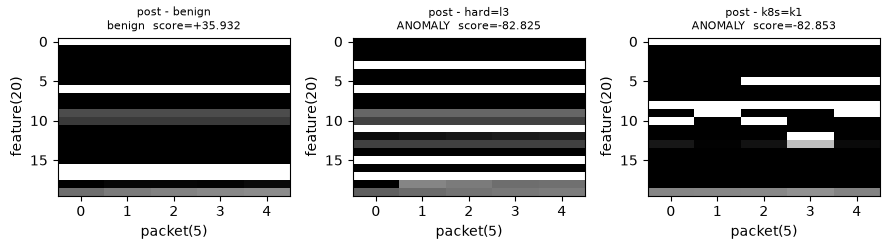 post - benign
benign  score=+35.932
post - hard=l3
ANOMALY  score=-82.825
post - k8s=k1
ANOMALY  score=-82.853
feature(20)
0
5
10
15
0 1 2 3 4
packet(5)
feature(20)
0
5
10
15
0 1 2 3 4
packet(5)
feature(20)
0
5
10
15
0 1 2 3 4
packet(5)